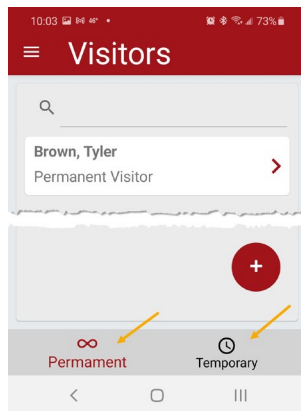 10:03 46° 73%
Visitors
Brown, Tyler
Permanent Visitor
Permament
Temporary